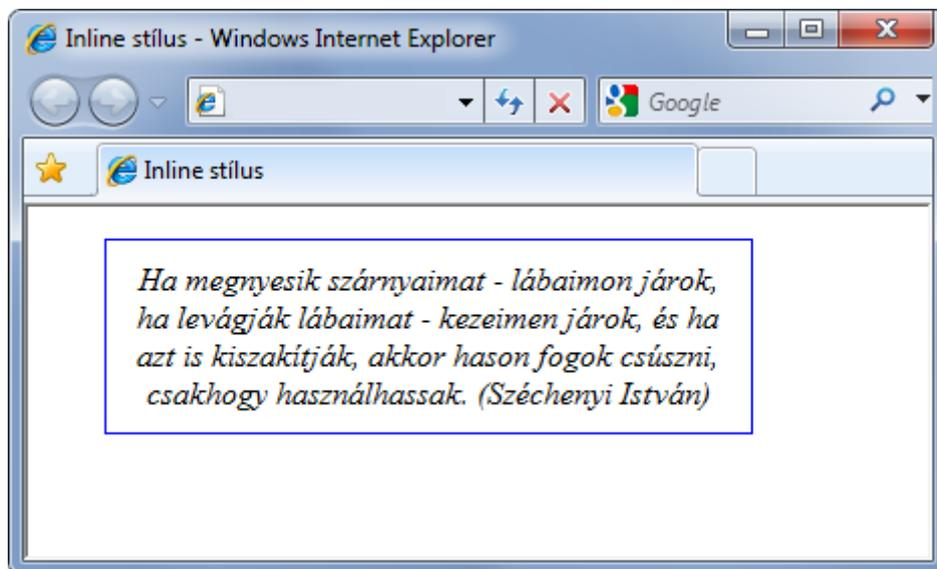 Inline stílus - Windows Internet Explorer
Google
Inline stílus
Ha megnyesik szárnyaimat - lábaimon járok,
ha levágják lábaimat - kezeimen járok, és ha
azt is kiszakítják, akkor hason fogok csúszni,
csakhogy használhassak. (Széchenyi István)